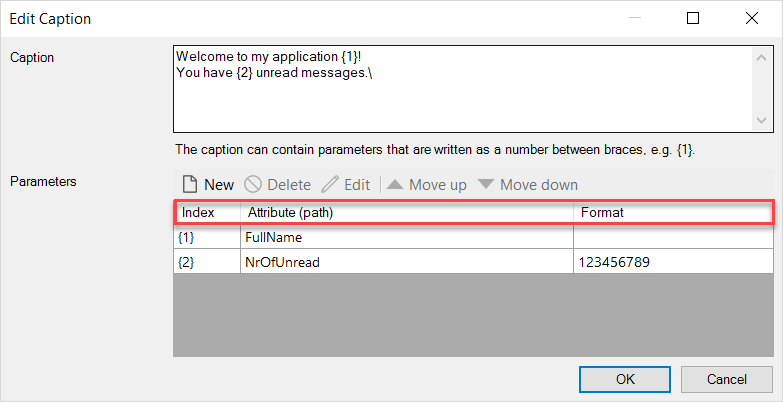 Edit Caption
Caption
Welcome to my application {1}!
You have {2} unread messages.\
The caption can contain parameters that are written as a number between braces, e.g. {1}.
Parameters
New Delete Edit Move up Move down
Index Attribute (path) Format
{1} FullName
{2} NrOfUnread 123456789
OK Cancel